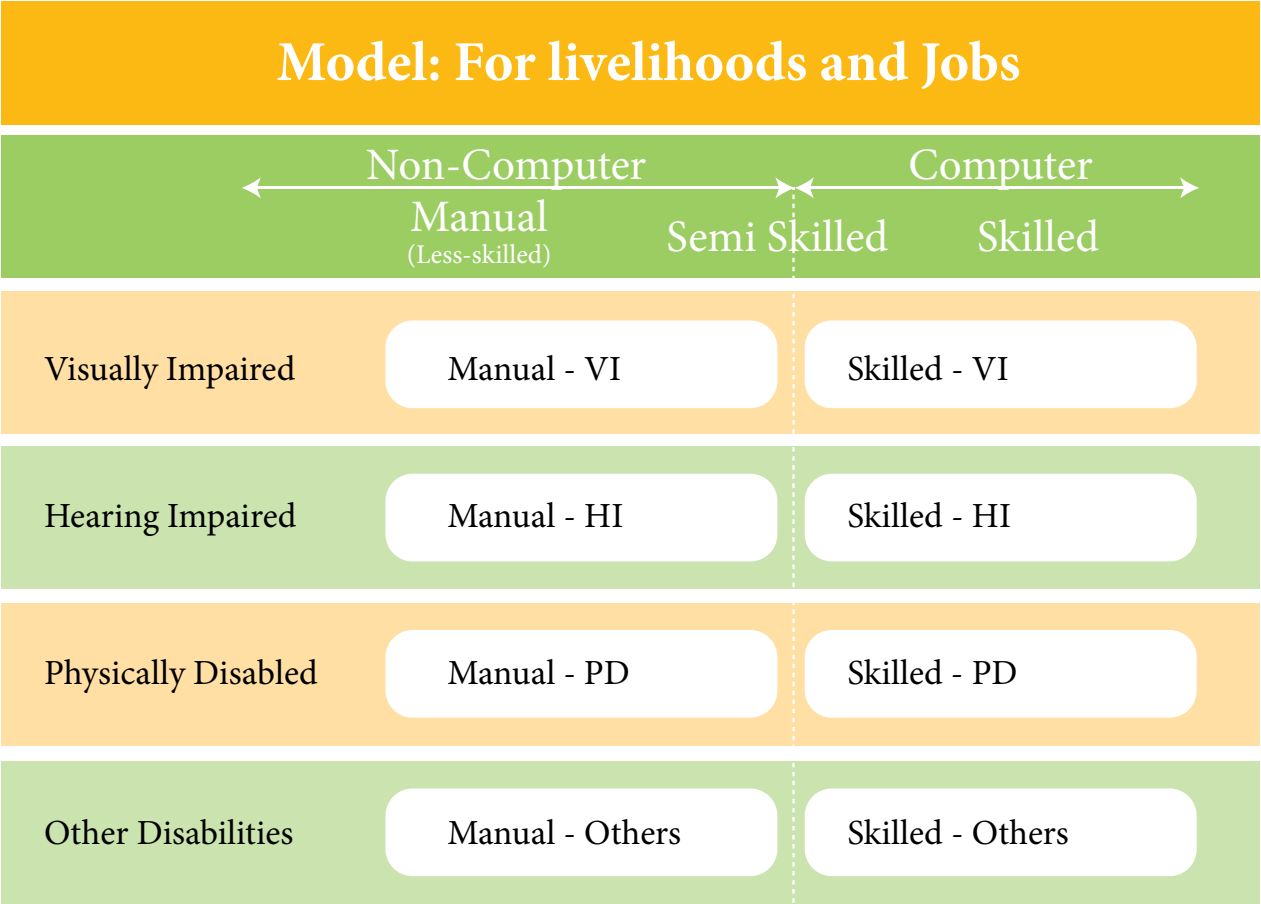 Model: For livelihoods and Jobs
Non-Computer
Computer
Manual
(Less-skilled)
Semi Skilled
Skilled
Visually Impaired
Manual - VI
Skilled - VI
Hearing Impaired
Manual - HI
Skilled - HI
Physically Disabled
Manual - PD
Skilled - PD
Other Disabilities
Manual - Others
Skilled - Others